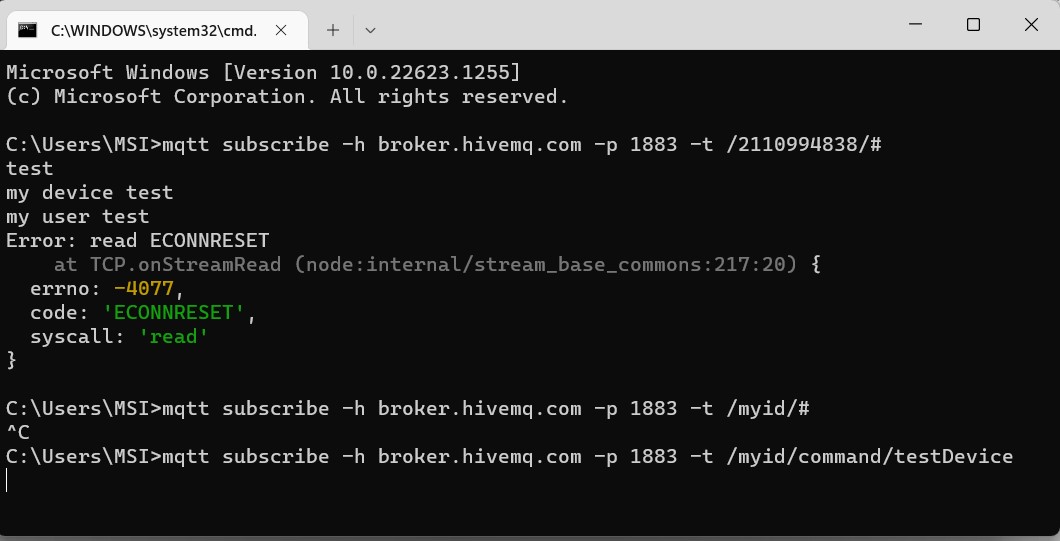 C:\WINDOWS\system32\cmd.
Microsoft Windows [Version 10.0.22623.1255]
(c) Microsoft Corporation. All rights reserved.
C:\Users\MSI>mqtt subscribe -h broker.hivemq.com -p 1883 -t /2110994838/#
test
my device test
my user test
Error: read ECONNRESET
    at TCP.onStreamRead (node:internal/stream_base_commons:217:20) {
  errno: -4077,
  code: 'ECONNRESET',
  syscall: 'read'
}
C:\Users\MSI>mqtt subscribe -h broker.hivemq.com -p 1883 -t /myid/#
^C
C:\Users\MSI>mqtt subscribe -h broker.hivemq.com -p 1883 -t /myid/command/testDevice